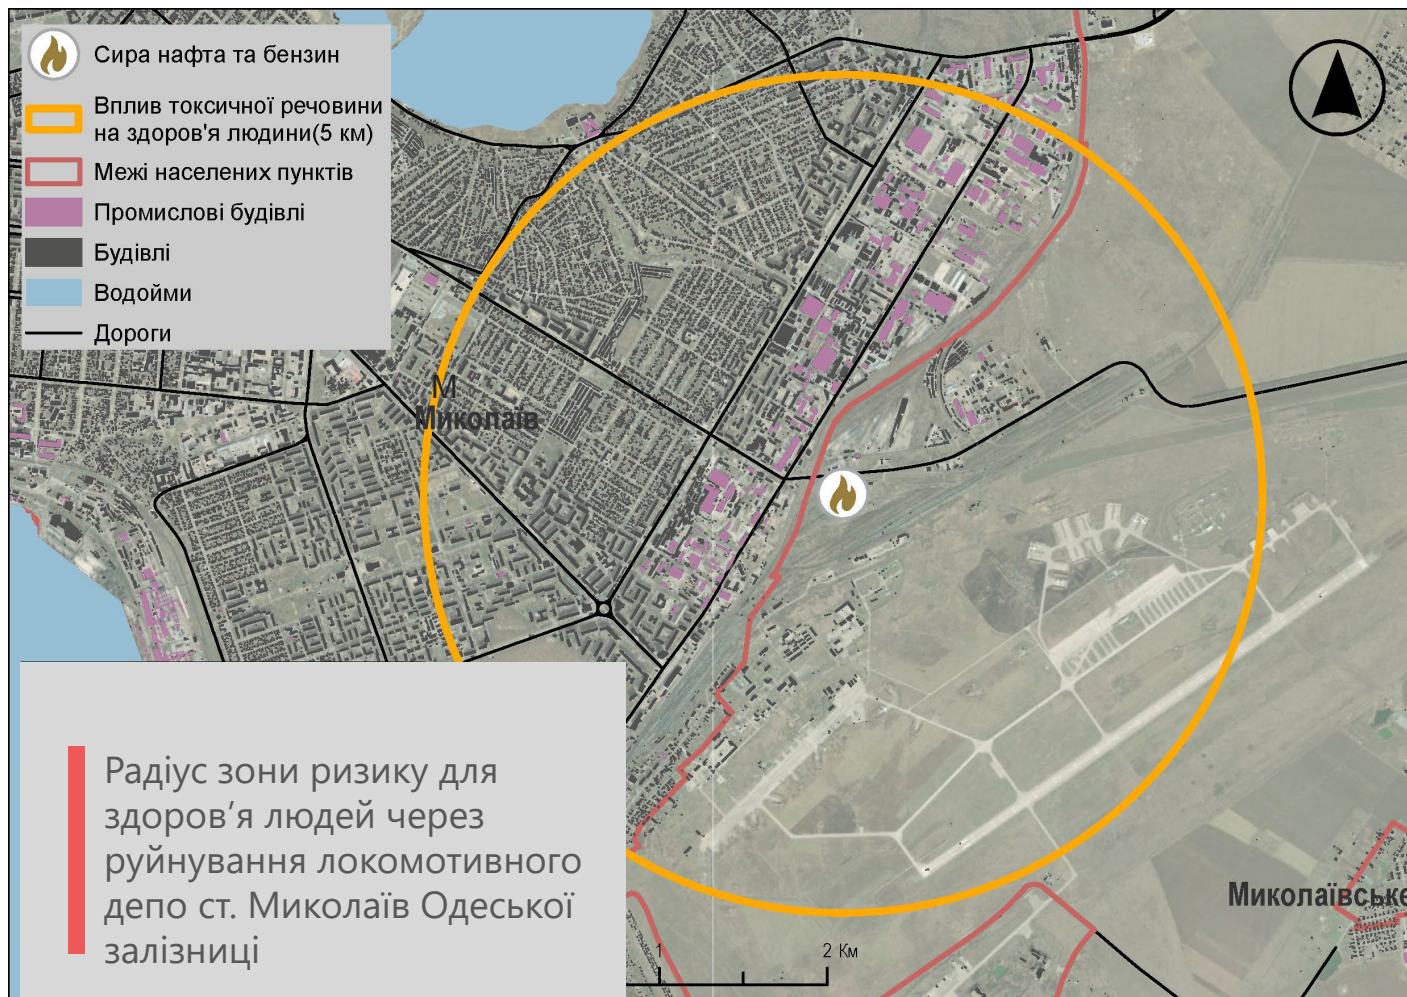 Сира нафта та бензин
Вплив токсичної речовини
на здоров'я людини(5 км)
Межі населених пунктів
Промислові будівлі
Будівлі
Водойми
Дороги
М
Миколаїв
Миколаївське
Радіус зони ризику для
здоров’я людей через
руйнування локомотивного
депо ст. Миколаїв Одеської
залізниці
1
2 Км